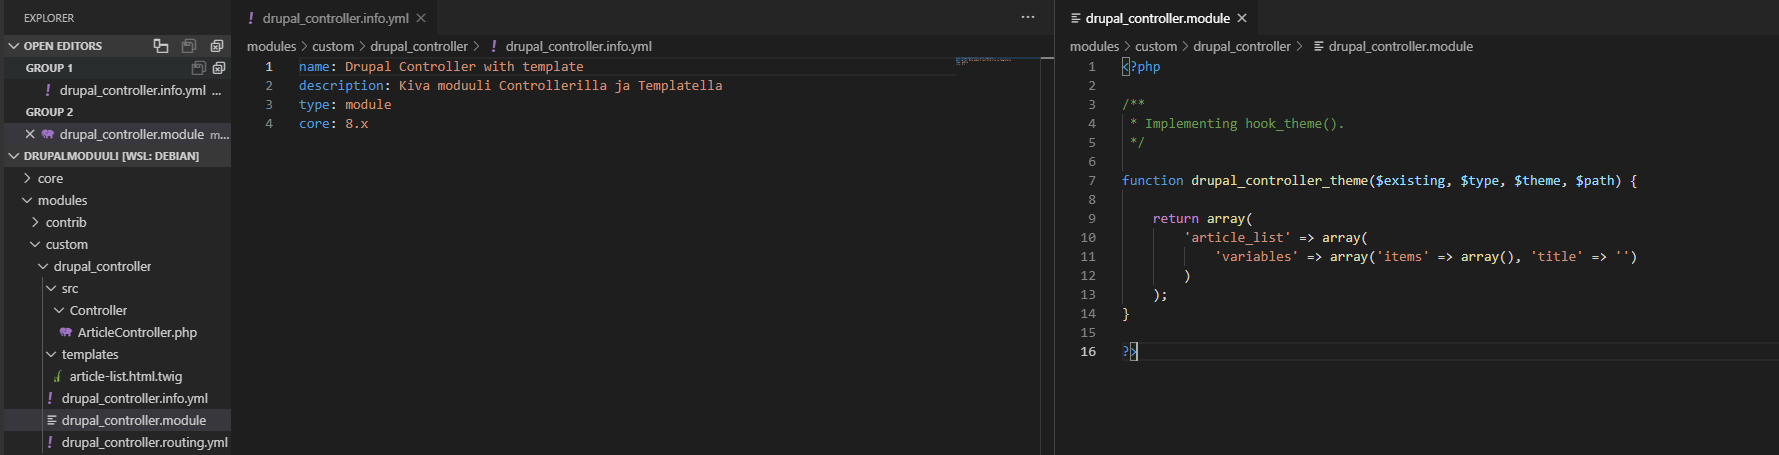 EXPLORER
OPEN EDITORS
GROUP 1
! drupal_controller.info.yml ...
GROUP 2
drupal_controller.module m...
DRUPALMODUULI [WSL: DEBIAN]
core
modules
contrib
custom
drupal_controller
src
Controller
ArticleController.php
templates
article-list.html.twig
! drupal_controller.info.yml
drupal_controller.module
! drupal_controller.routing.yml
! drupal_controller.info.yml
modules > custom > drupal_controller > ! drupal_controller.info.yml
1 name: Drupal Controller with template
2 description: Kiva moduuli Controllerilla ja Templatella
3 type: module
4 core: 8.x
drupal_controller.module
modules > custom > drupal_controller > drupal_controller.module
1 <?php
2
3 /**
4 * Implementing hook_theme().
5 */
6
7 function drupal_controller_theme($existing, $type, $theme, $path) {
8
9 return array(
10 'article_list' => array(
11 'variables' => array('items' => array(), 'title' => '')
12 )
13 );
14 }
15
16 ?>